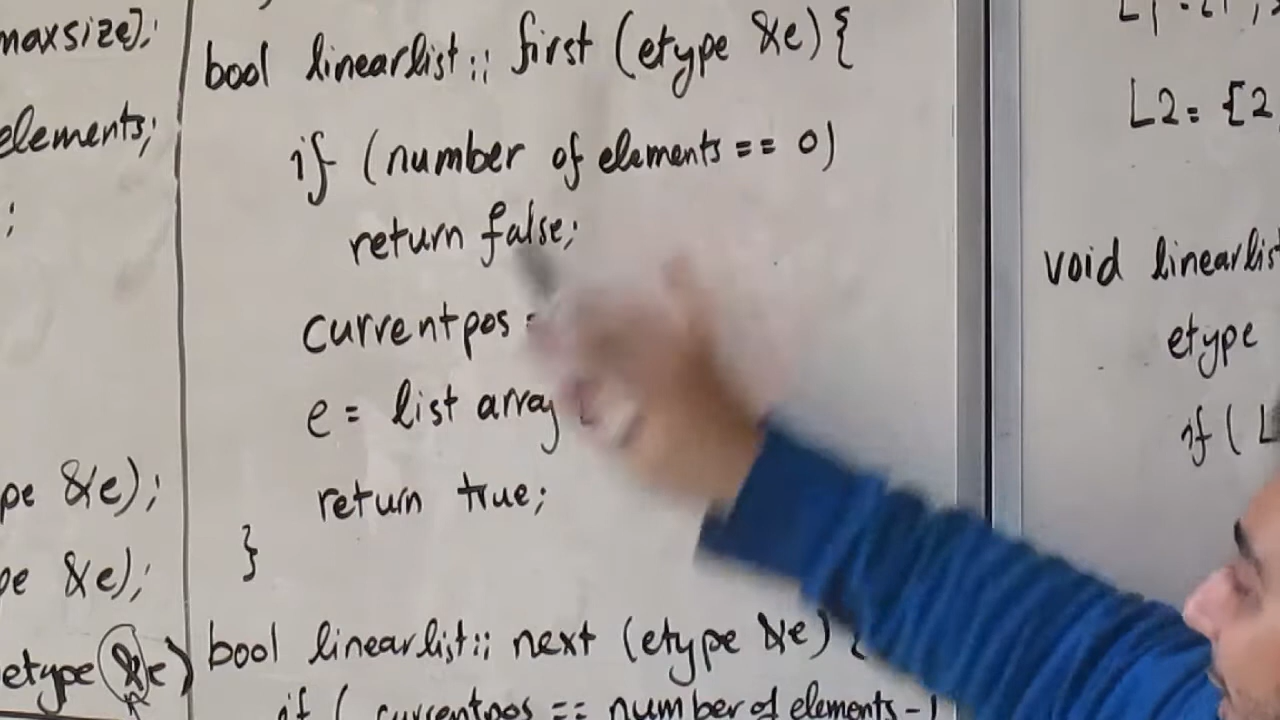 maxsize];
elements;
;
pe &e);
pe &e);
etype &e)
bool linearlist:: first (etype &e) {
if (number of elements == 0)
return false;
currentpos =
e = list array [
return true;
}
bool linearlist:: next (etype &e) {
if ( currentpos == number of elements - 1
L2 = {2,
void linearlis
etype
if ( L